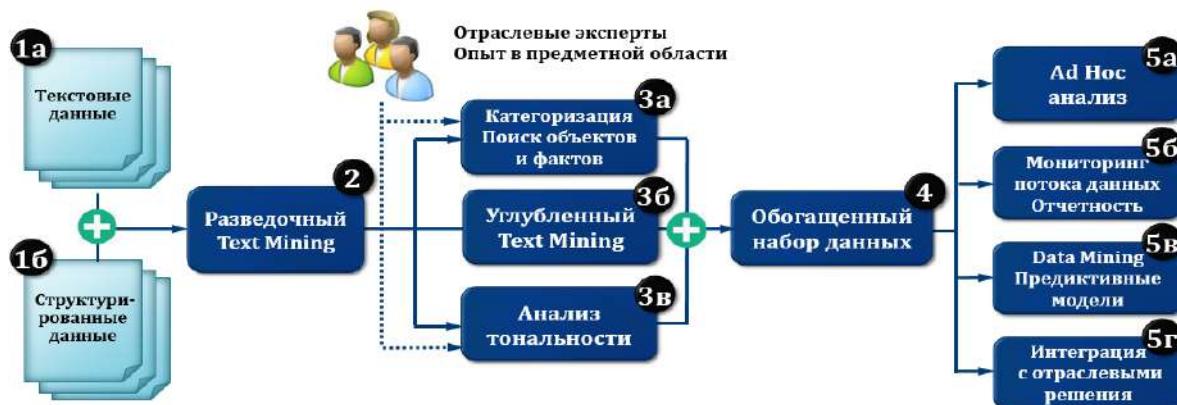 1а
Текстовые
данные
1б
Структури-
рованные
данные
2
Разведочный
Text Mining
Отраслевые эксперты
Опыт в предметной области
3а
Категоризация
Поиск объектов
и фактов
3б
Углубленный
Text Mining
3в
Анализ
тональности
4
Обогащенный
набор данных
5а
Ad Hoc
анализ
5б
Мониторинг
потока данных
Отчетность
5в
Data Mining
Предиктивные
модели
5г
Интеграция
с отраслевыми
решения